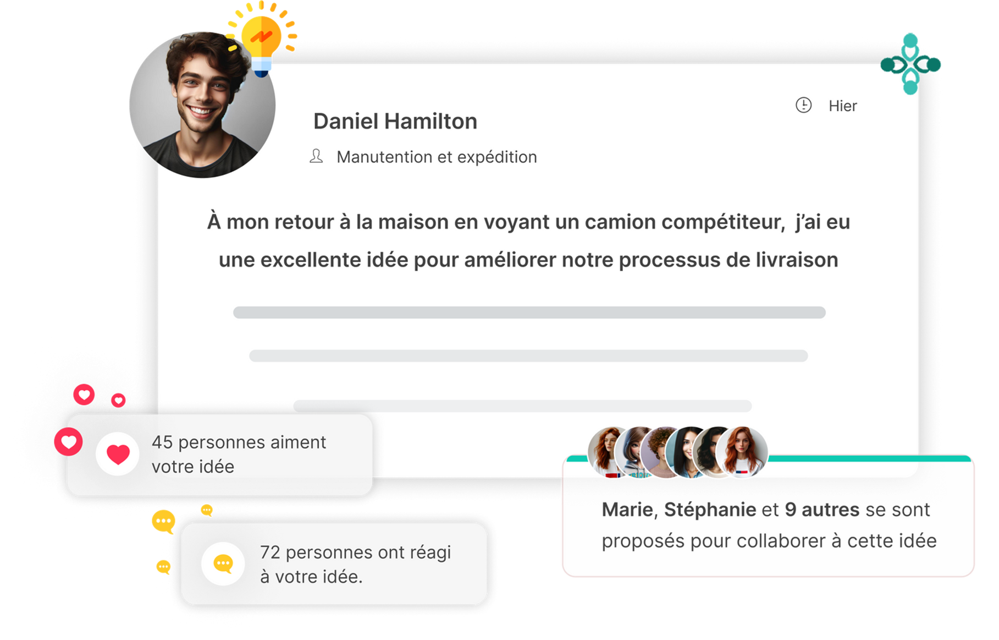 Hier
Daniel Hamilton
Manutention et expédition
À mon retour à la maison en voyant un camion compétiteur, j’ai eu
une excellente idée pour améliorer notre processus de livraison
45 personnes aiment
votre idée
72 personnes ont réagi
à votre idée.
Marie, Stéphanie et 9 autres se sont
proposés pour collaborer à cette idée